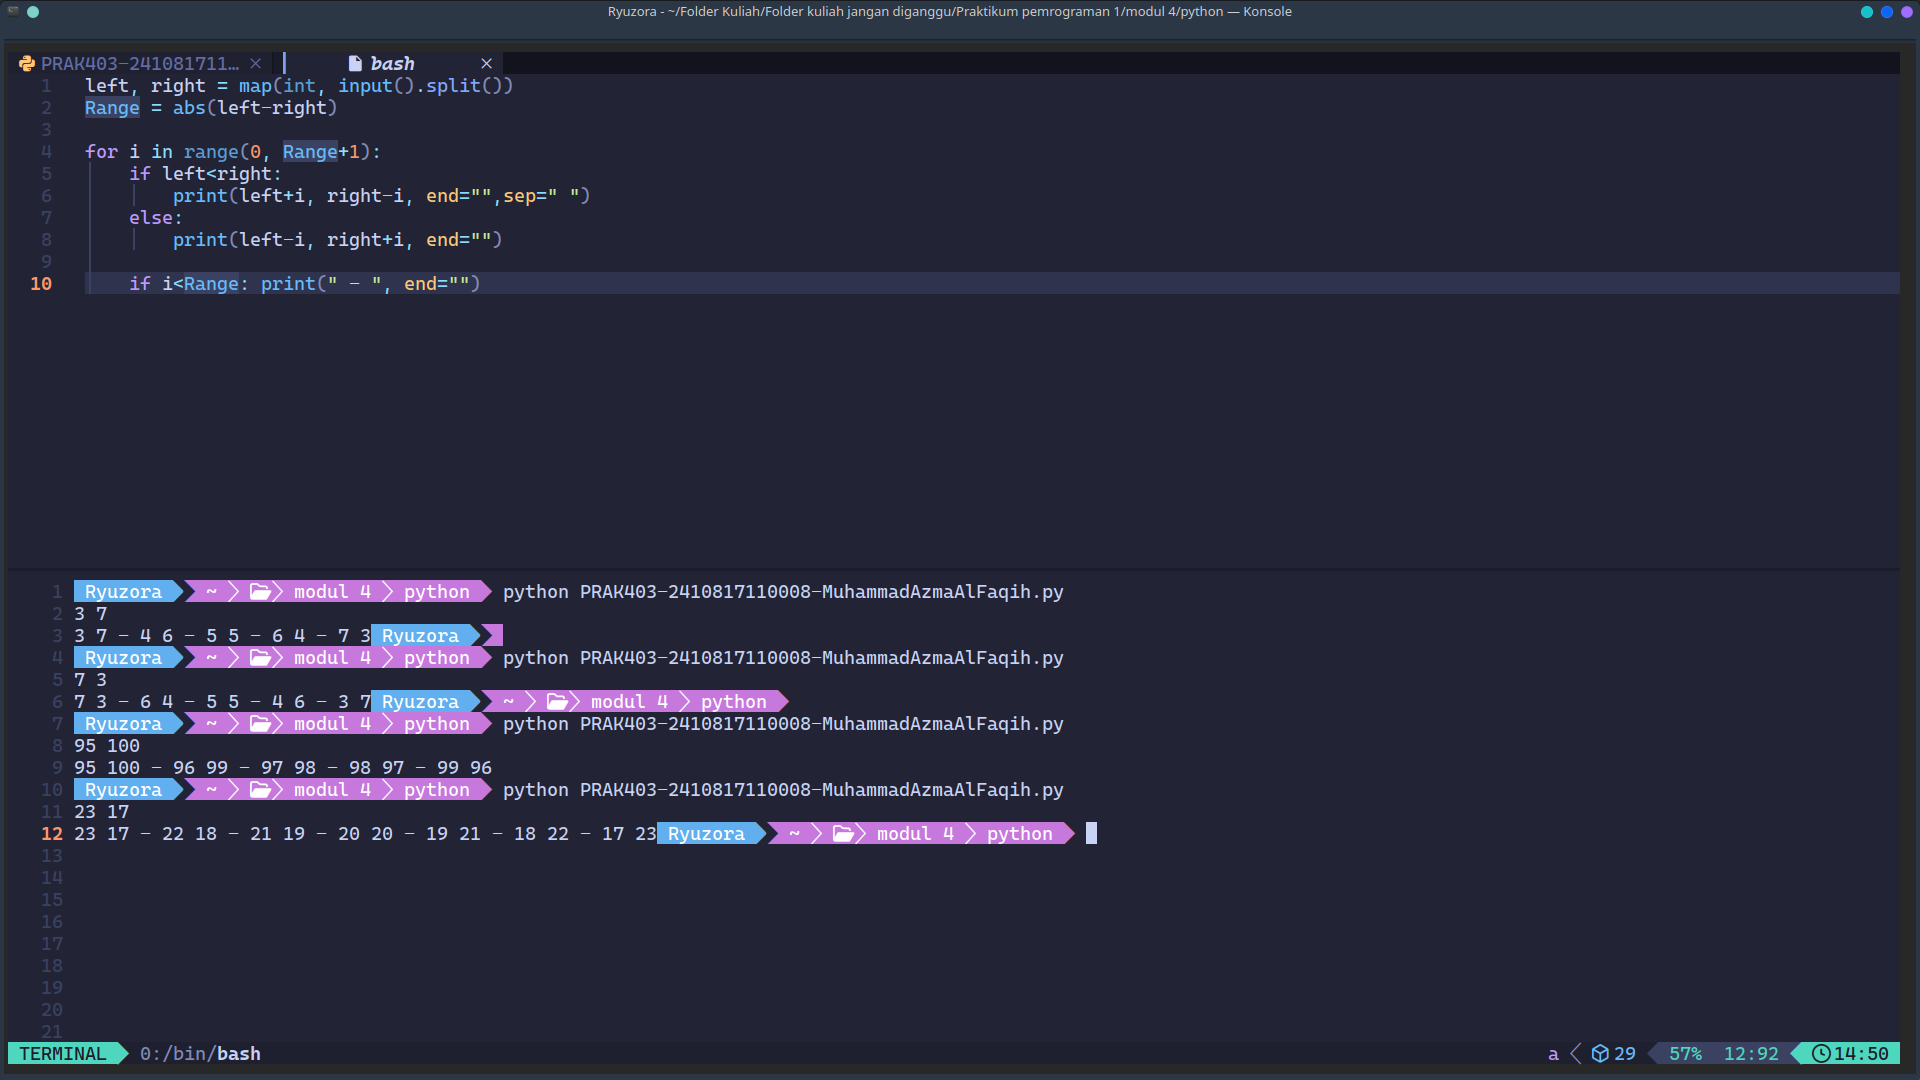 Ryuzora - ~/Folder Kuliah/Folder kuliah jangan diganggu/Praktikum pemrograman 1/modul 4/python — Konsole
PRAK403-241081711… × bash ×
1 left, right = map(int, input().split())
2 Range = abs(left-right)
3
4 for i in range(0, Range+1):
5 if left<right:
6 print(left+i, right-i, end="",sep=" ")
7 else:
8 print(left-i, right+i, end="")
9
10 if i<Range: print(" - ", end="")
1 Ryuzora ~ modul 4 python python PRAK403-2410817110008-MuhammadAzmaAlFaqih.py
2 3 7
3 3 7 - 4 6 - 5 5 - 6 4 - 7 3 Ryuzora
4 Ryuzora ~ modul 4 python python PRAK403-2410817110008-MuhammadAzmaAlFaqih.py
5 7 3
6 7 3 - 6 4 - 5 5 - 4 6 - 3 7 Ryuzora ~ modul 4 python
7 Ryuzora ~ modul 4 python python PRAK403-2410817110008-MuhammadAzmaAlFaqih.py
8 95 100
9 95 100 - 96 99 - 97 98 - 98 97 - 99 96
10 Ryuzora ~ modul 4 python python PRAK403-2410817110008-MuhammadAzmaAlFaqih.py
11 23 17
12 23 17 - 22 18 - 21 19 - 20 20 - 19 21 - 18 22 - 17 23 Ryuzora ~ modul 4 python
13
14
15
16
17
18
19
20
21
TERMINAL 0:/bin/bash a 29 57% 12:92 14:50